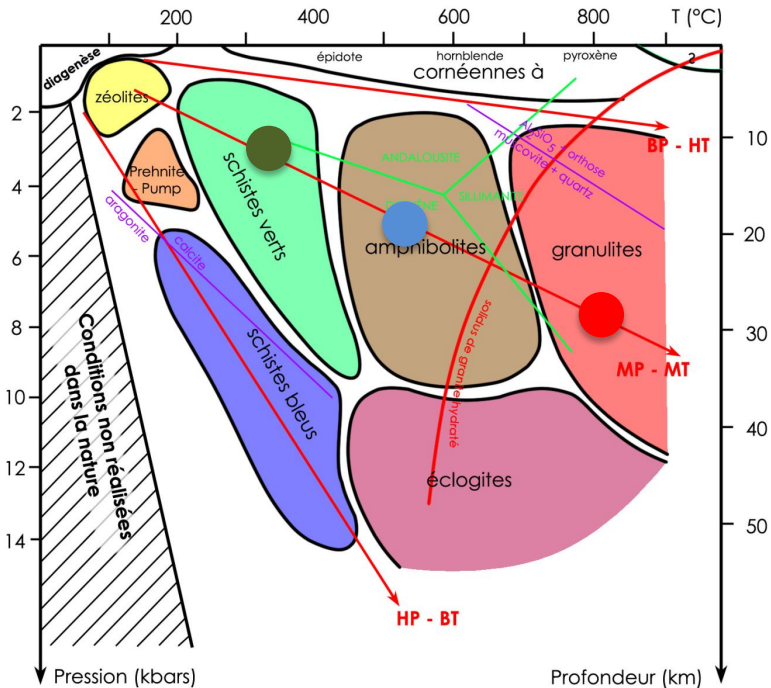 200 400 600 800 T (°C)
diagenèse
épidote hornblende pyroxène
cornéennes à
2
zéolites
2
4
6
8
10
12
14
10
20
30
40
50
BP - HT
Al2SiO5 + orthose
muscovite + quartz
Prehnite
- Pump
ANDALOUSITE
SILLIMANITE
schistes verts
amphibolites
granulites
aragonite
calcite
solidus de granite hydraté
MP - MT
schistes bleus
Conditions non réalisées
dans la nature
éclogites
HP - BT
Pression (kbars)
Profondeur (km)